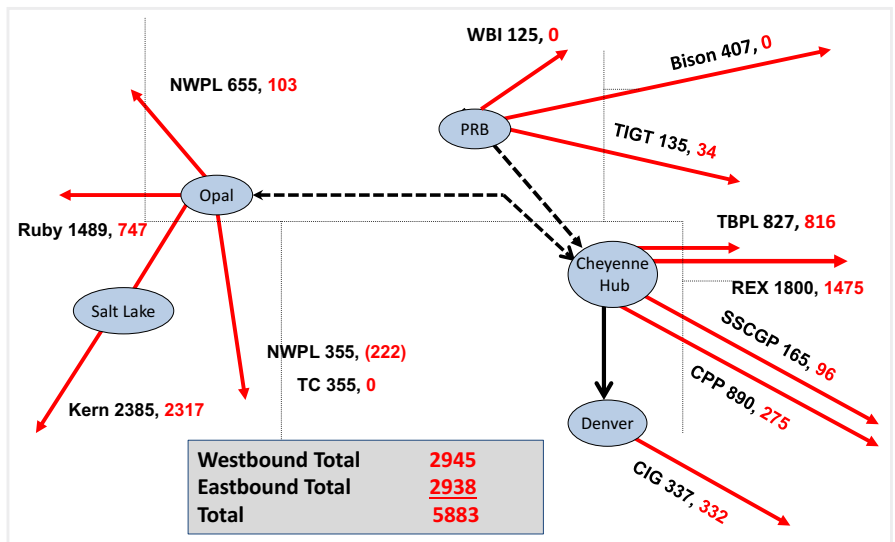 WBI 125, 0
Bison 407, 0
NWPL 655, 103
PRB
TIGT 135, 34
Opal
Ruby 1489, 747
TBPL 827, 816
Cheyenne
Hub
REX 1800, 1475
Salt Lake
SSCGP 165, 96
NWPL 355, (222)
TC 355, 0
CPP 890, 275
Kern 2385, 2317
Denver
CIG 337, 332
Westbound Total 2945
Eastbound Total 2938
Total 5883